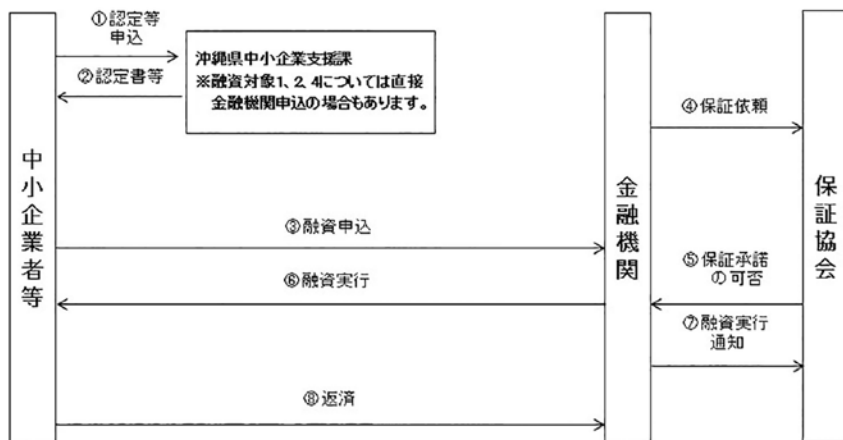 ①認定等
申込
②認定書等
沖縄県中小企業支援課
※融資対象1、2、4については直接
金融機関申込の場合もあります。
中小企業者等
金融機関
保証協会
③融資申込
④保証依頼
⑤保証承諾
の可否
⑥融資実行
⑦融資実行
通知
⑧返済